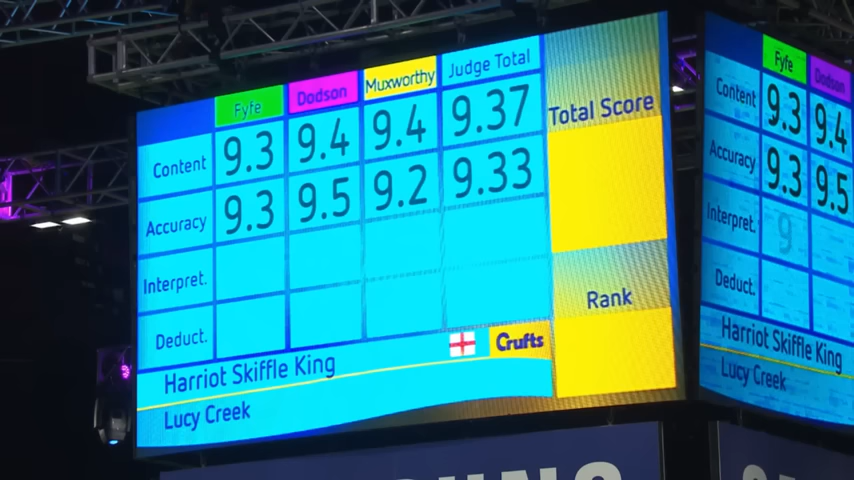 Fyfe Dodson Muxworthy Judge Total
Content 9.3 9.4 9.4 9.37
Accuracy 9.3 9.5 9.2 9.33
Interpret.
Deduct.
Total Score
Rank
Harriot Skiffle King
Crufts
Lucy Creek
Fyfe Dodson
Content 9.3 9.4
Accuracy 9.3 9.5
Interpret. 9
Deduct.
Harriot Skiffle King
Lucy Creek